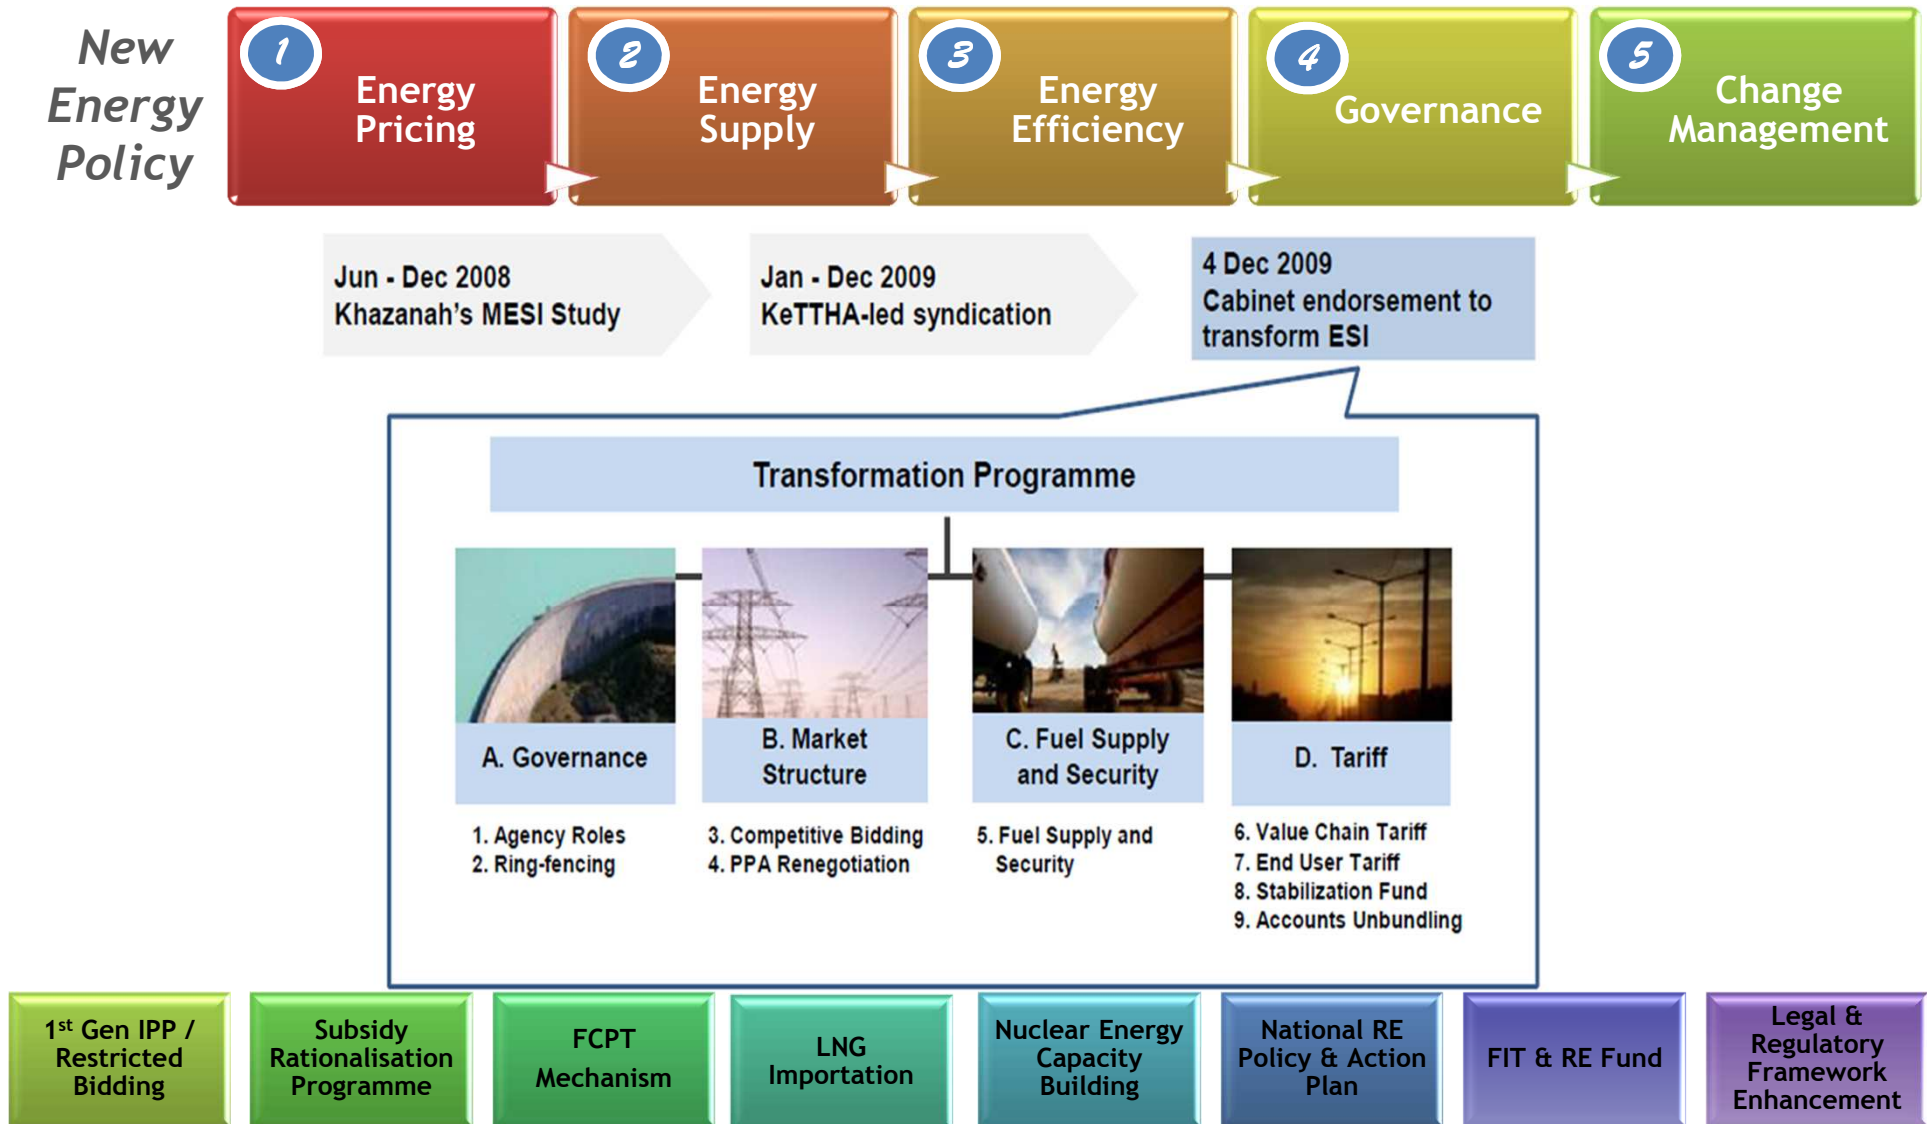 New
Energy
Policy
1
Energy
Pricing
2
Energy
Supply
3
Energy
Efficiency
4
Governance
5
Change
Management
Jun - Dec 2008
Khazanah's MESI Study
Jan - Dec 2009
KeTTHA-led syndication
4 Dec 2009
Cabinet endorsement to
transform ESI
Transformation Programme
A. Governance
B. Market
Structure
C. Fuel Supply
and Security
D. Tariff
1. Agency Roles
2. Ring-fencing
3. Competitive Bidding
4. PPA Renegotiation
5. Fuel Supply and
Security
6. Value Chain Tariff
7. End User Tariff
8. Stabilization Fund
9. Accounts Unbundling
1st Gen IPP /
Restricted
Bidding
Subsidy
Rationalisation
Programme
FCPT
Mechanism
LNG
Importation
Nuclear Energy
Capacity
Building
National RE
Policy & Action
Plan
FIT & RE Fund
Legal &
Regulatory
Framework
Enhancement